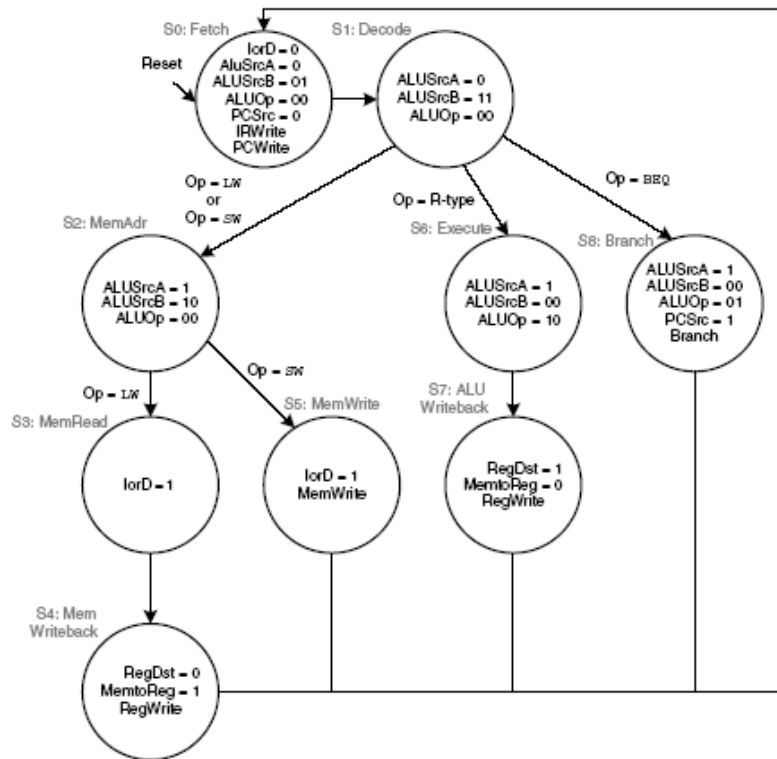 S0: Fetch
S1: Decode
Reset
IorD = 0
AluSrcA = 0
ALUSrcB = 01
ALUOp = 00
PCSrc = 0
IRWrite
PCWrite
ALUSrcA = 0
ALUSrcB = 11
ALUOp = 00
Op = LW
or
Op = SW
Op = R-type
Op = BEQ
S2: MemAdr
ALUSrcA = 1
ALUSrcB = 10
ALUOp = 00
S6: Execute
ALUSrcA = 1
ALUSrcB = 00
ALUOp = 10
S8: Branch
ALUSrcA = 1
ALUSrcB = 00
ALUOp = 01
PCSrc = 1
Branch
Op = LW
Op = SW
S3: MemRead
IorD = 1
S5: MemWrite
IorD = 1
MemWrite
S7: ALU
Writeback
RegDst = 1
MemtoReg = 0
RegWrite
S4: Mem
Writeback
RegDst = 0
MemtoReg = 1
RegWrite